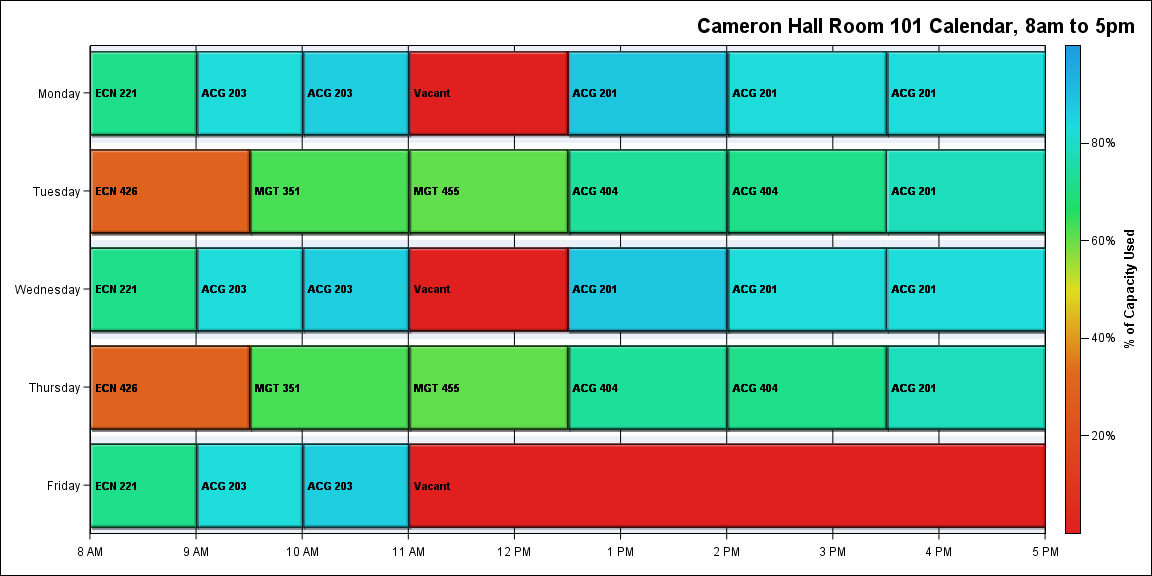 Cameron Hall Room 101 Calendar, 8am to 5pm
Monday
ECN 221
ACG 203
ACG 203
Vacant
ACG 201
ACG 201
ACG 201
Tuesday
ECN 426
MGT 351
MGT 455
ACG 404
ACG 404
ACG 201
Wednesday
ECN 221
ACG 203
ACG 203
Vacant
ACG 201
ACG 201
ACG 201
Thursday
ECN 426
MGT 351
MGT 455
ACG 404
ACG 404
ACG 201
Friday
ECN 221
ACG 203
ACG 203
Vacant
8 AM
9 AM
10 AM
11 AM
12 PM
1 PM
2 PM
3 PM
4 PM
5 PM
80%
60%
40%
20%
% of Capacity Used